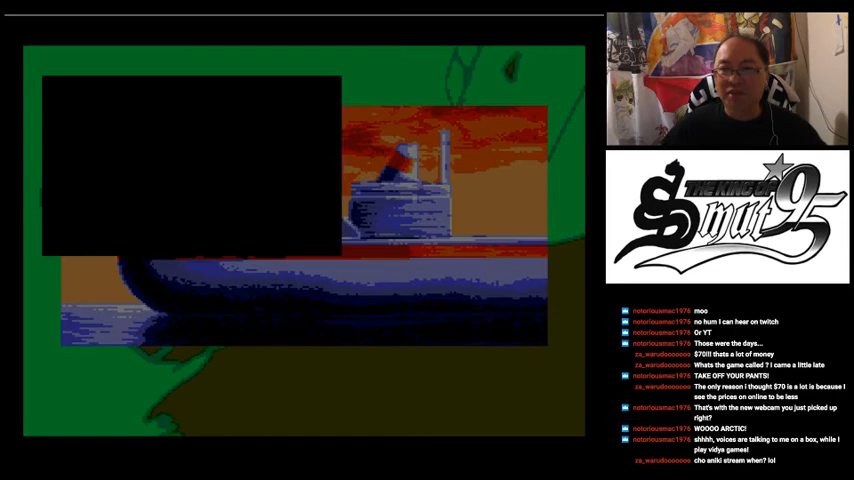 THE KING OF
Smut 95
notoriousmac1976 moo
notoriousmac1976 no hum I can hear on twitch
notoriousmac1976 Or YT
notoriousmac1976 Those were the days...
za_warudooooooo $70!!! thats a lot of money
za_warudooooooo Whats the game called ? i came a little late
notoriousmac1976 TAKE OFF YOUR PANTS!
za_warudooooooo The only reason i thought $70 is a lot is because I
see the prices on online to be less
notoriousmac1976 That's with the new webcam you just picked up
right?
notoriousmac1976 WOOOO ARCTIC!
notoriousmac1976 shhhh, voices are talking to me on a box, while I
play vidya games!
za_warudooooooo cho aniki stream when? lol